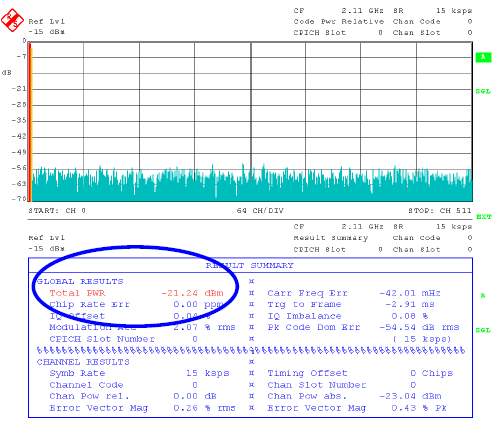 CF 2.11 GHz SR 15 ksps
Ref Lvl Code Pwr Relative Chan Code 0
-15 dBm CPICH Slot 0 Chan Slot 0
0
-7
A
dB
-21
SGL
-28
-35
-42
-49
-56
-63
-70
START: CH 0 64 CH/DIV STOP: CH 511
EXT
CF 2.11 GHz SR 15 ksps
Ref Lvl Result Summary Chan Code 0
-15 dBm CPICH Slot 0 Chan Slot 0
RESULT SUMMARY
GLOBAL RESULTS ¤
Total PWR -21.24 dBm ¤ Carr Freq Err -42.01 mHz
Chip Rate Err 0.00 ppm ¤ Trg to Frame -2.91 ms
IQ Offset 0.07 % ¤ IQ Imbalance 0.08 %
Modulation Acc 2.07 % rms ¤ Pk Code Dom Err -54.54 dB rms
CPICH Slot Number 0 ¤ ( 15 ksps)
CHANNEL RESULTS ¤
Symb Rate 15 ksps ¤ Timing Offset 0 Chips
Channel Code 0 ¤ Chan Slot Number 0
Chan Pow rel. 0.00 dB ¤ Chan Pow abs. -23.04 dBm
Error Vector Mag 0.26 % rms ¤ Error Vector Mag 0.43 % Pk
B
SGL